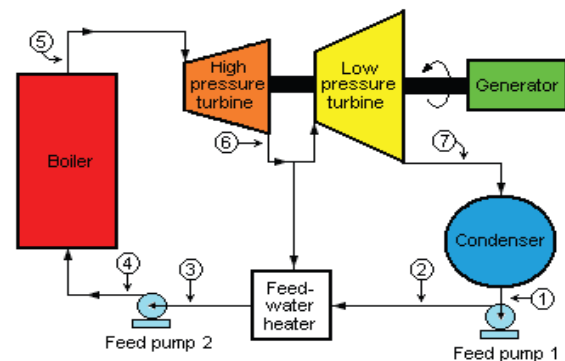 ⑤
High
pressure
turbine
Low
pressure
turbine
Generator
⑥
⑦
Boiler
Condenser
④
③
②
①
Feed-
water
heater
Feed pump 2
Feed pump 1